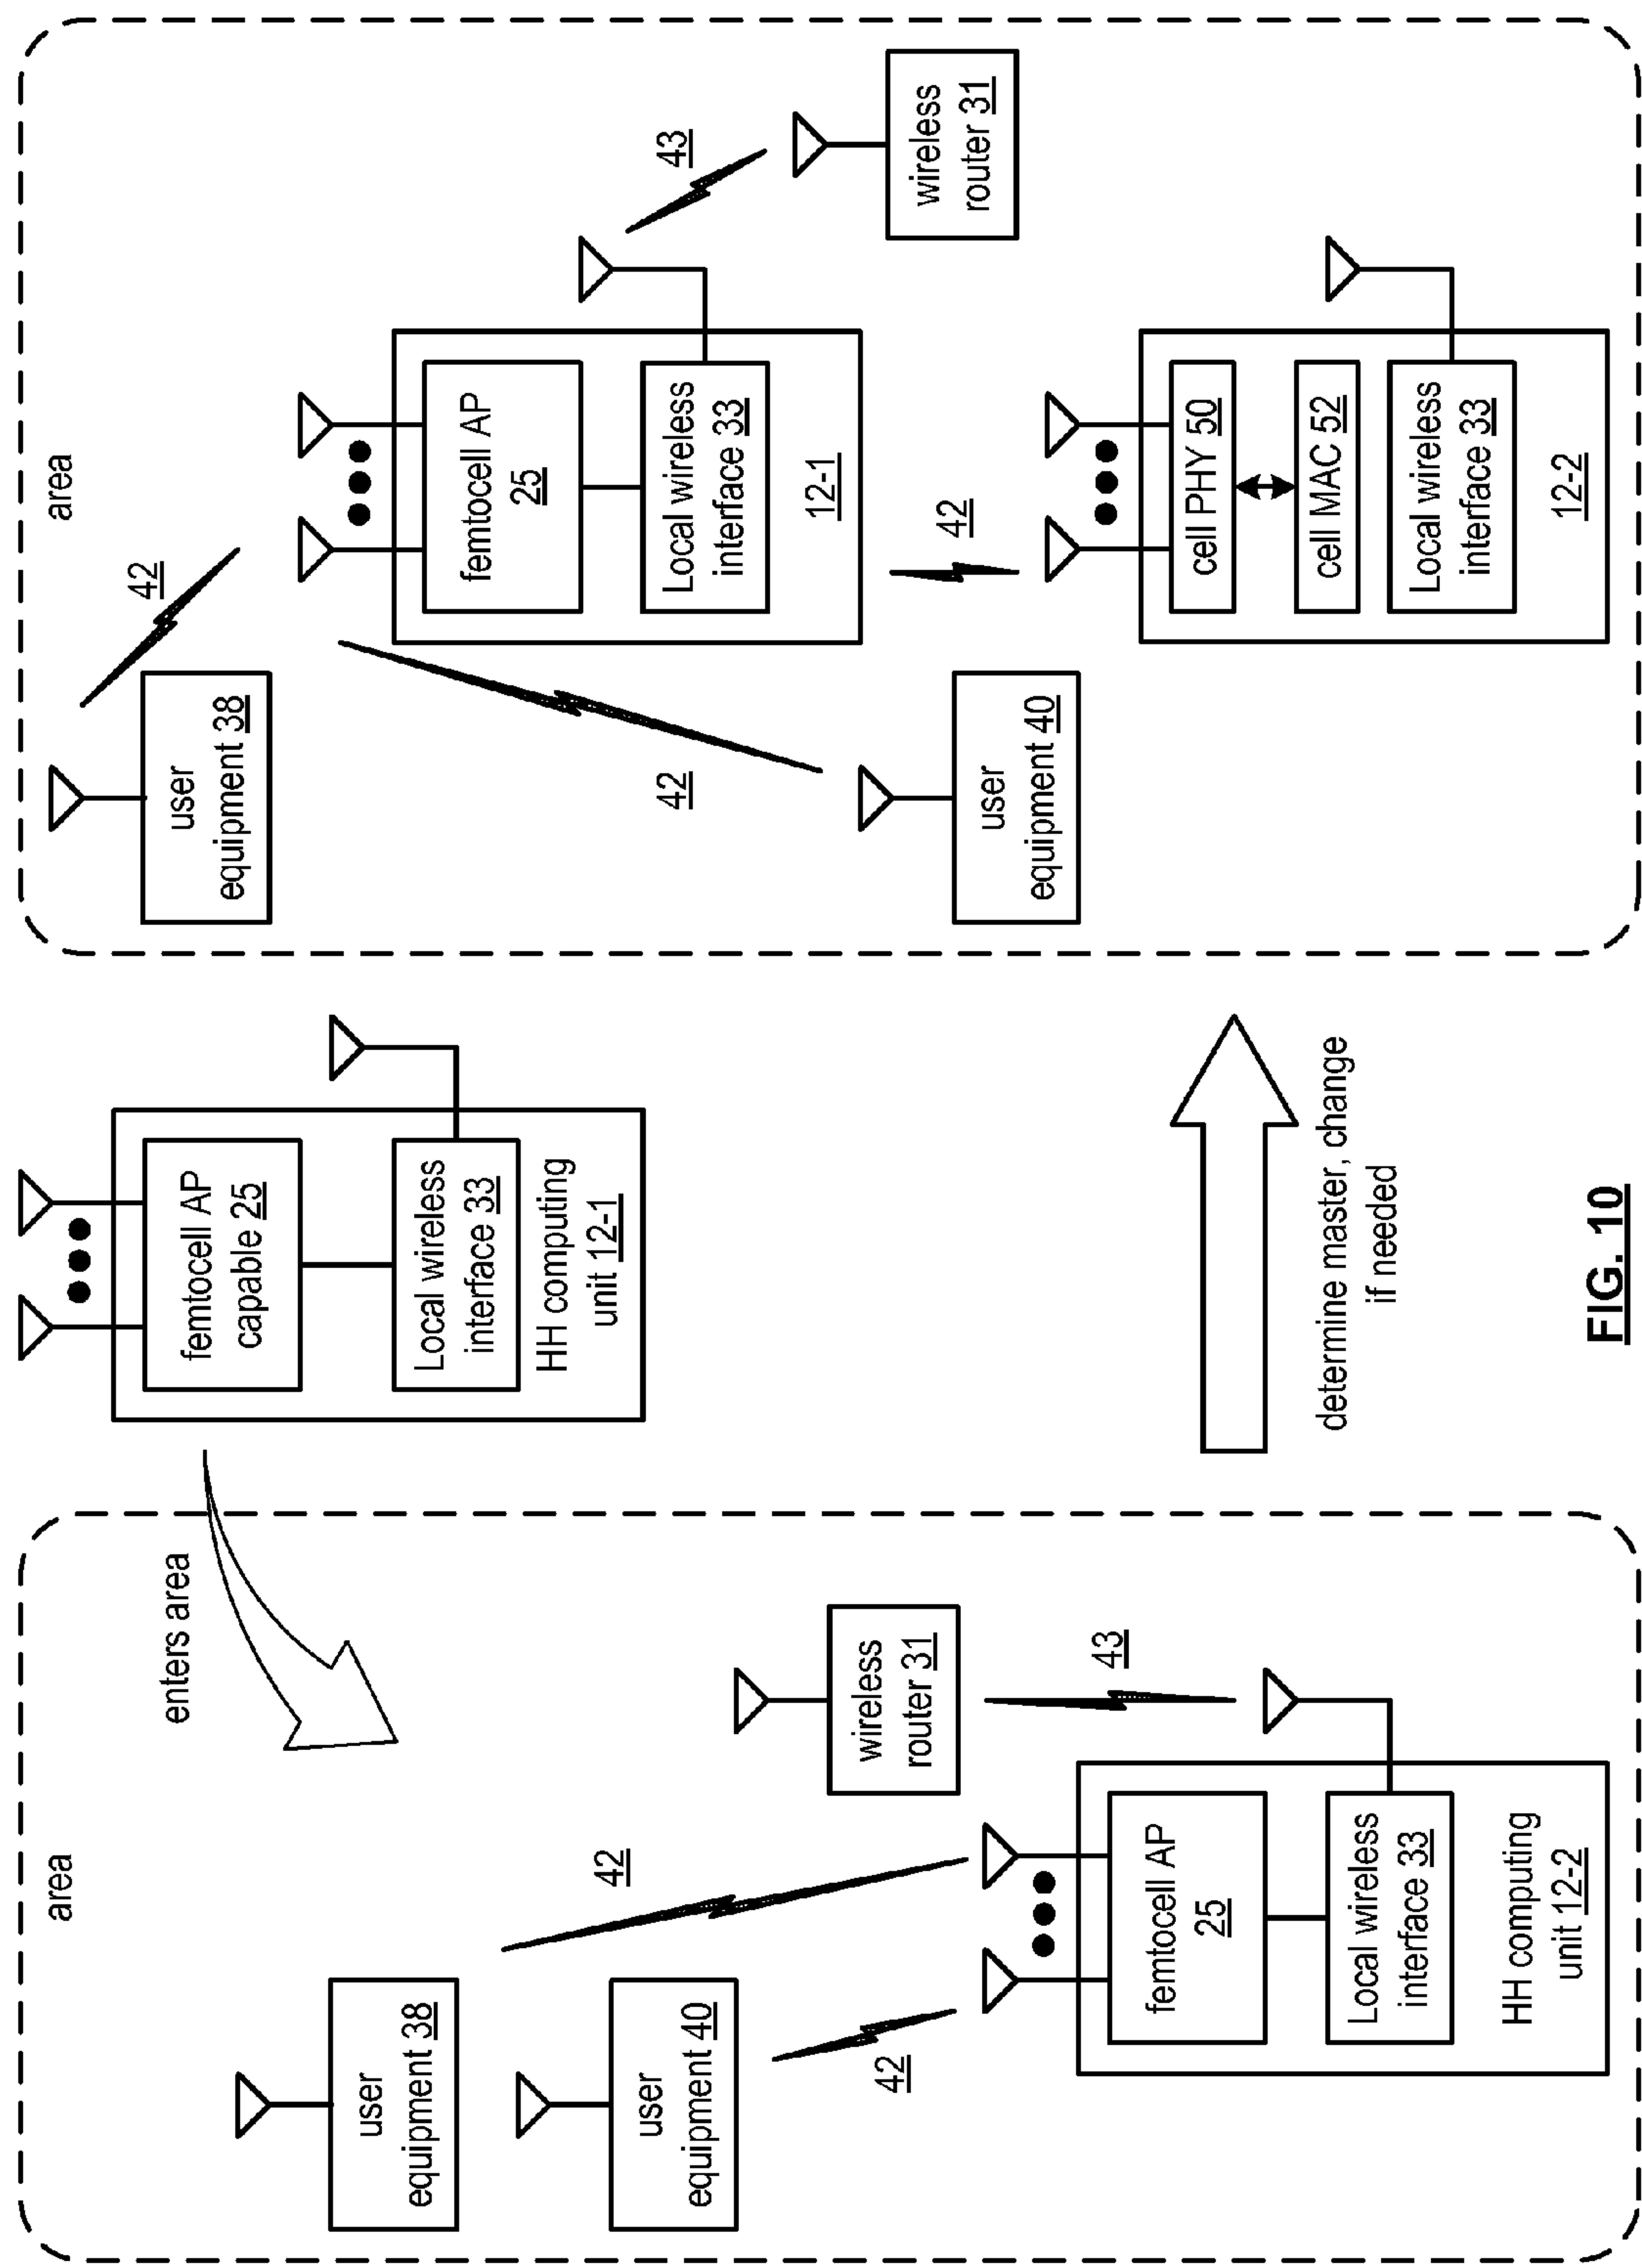 area
enters area
user
equipment 38
user
equipment 40
42
42
wireless
router 31
43
femtocell AP
25
Local wireless
interface 33
HH computing
unit 12-2
femtocell AP
capable 25
Local wireless
interface 33
HH computing
unit 12-1
determine master, change
if needed
area
user
equipment 38
42
femtocell AP
25
Local wireless
interface 33
12-1
43
wireless
router 31
42
user
equipment 40
42
cell PHY 50
cell MAC 52
Local wireless
interface 33
12-2
FIG. 10